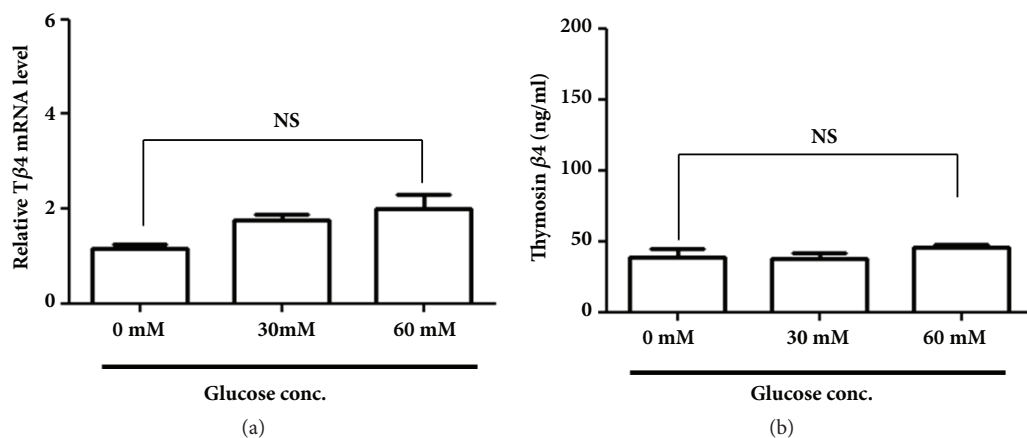 6
4
2
0
Relative Tβ4 mRNA level
NS
0 mM
30mM
60 mM
Glucose conc.
(a)
200
150
100
50
0
Thymosin β4 (ng/ml)
NS
0 mM
30 mM
60 mM
Glucose conc.
(b)